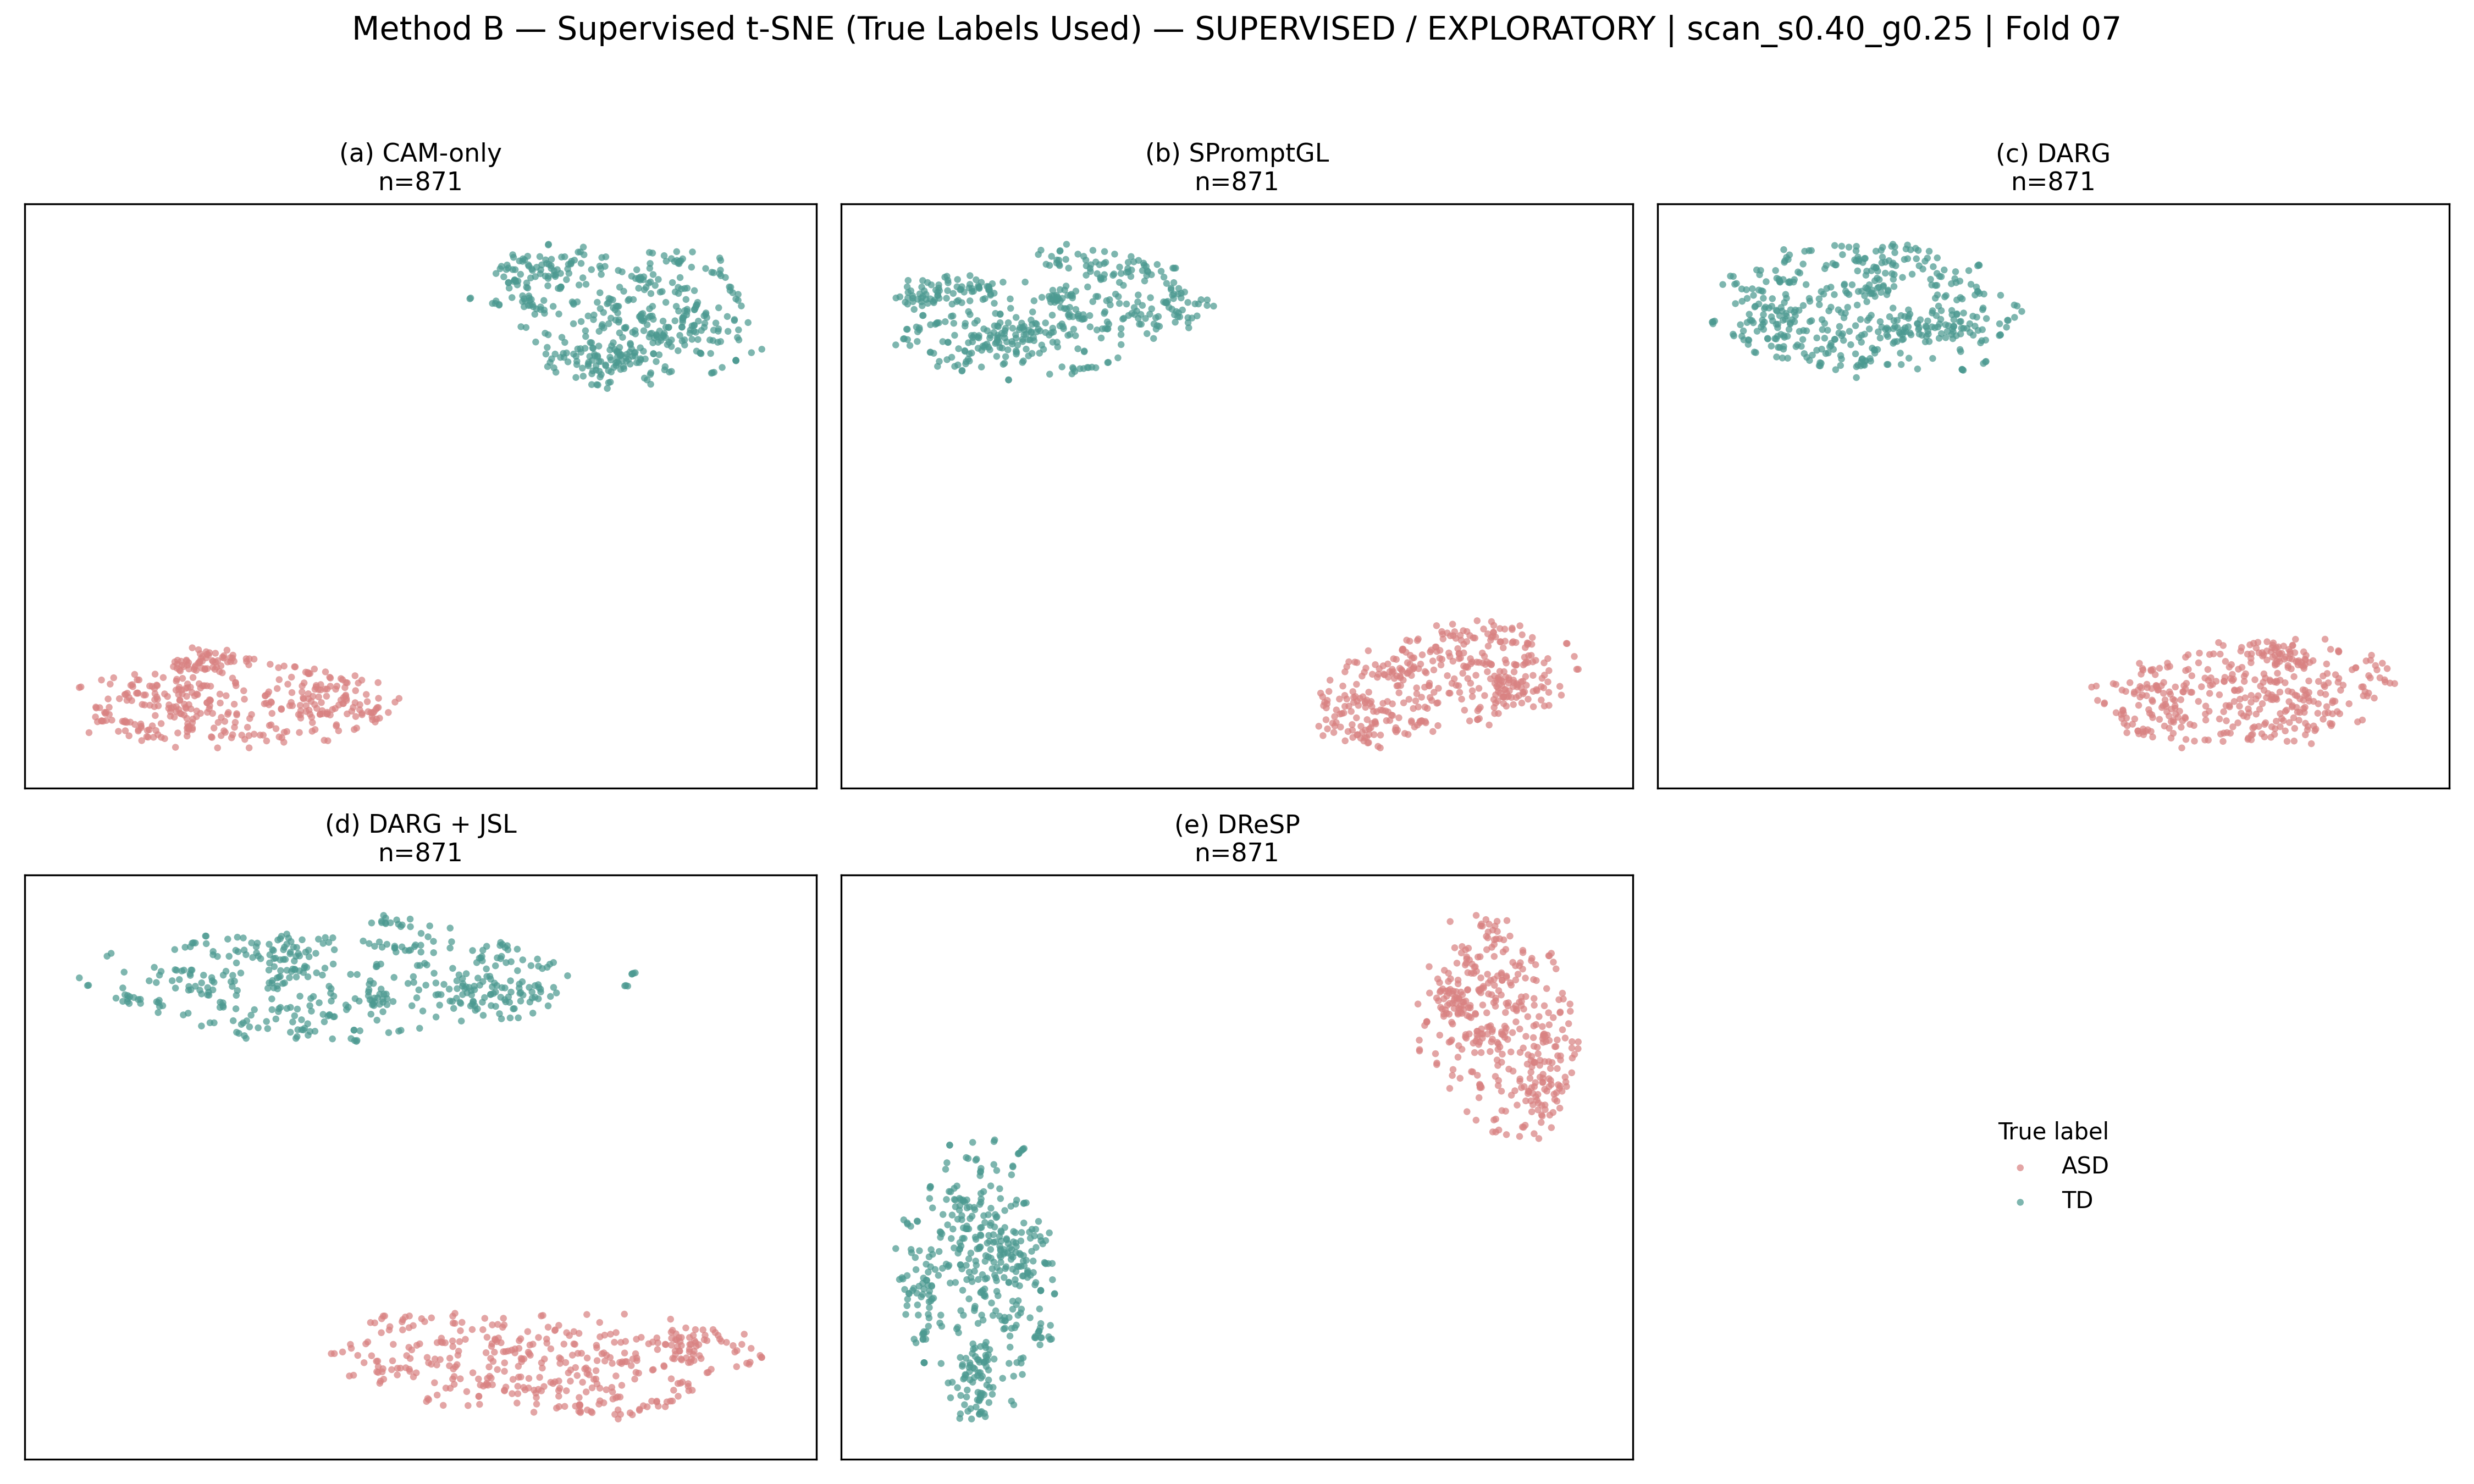 Method B — Supervised t-SNE (True Labels Used) — SUPERVISED / EXPLORATORY | scan_s0.40_g0.25 | Fold 07
(a) CAM-only
n=871
(b) SPromptGL
n=871
(c) DARG
n=871
(d) DARG + JSL
n=871
(e) DReSP
n=871
True label
ASD
TD